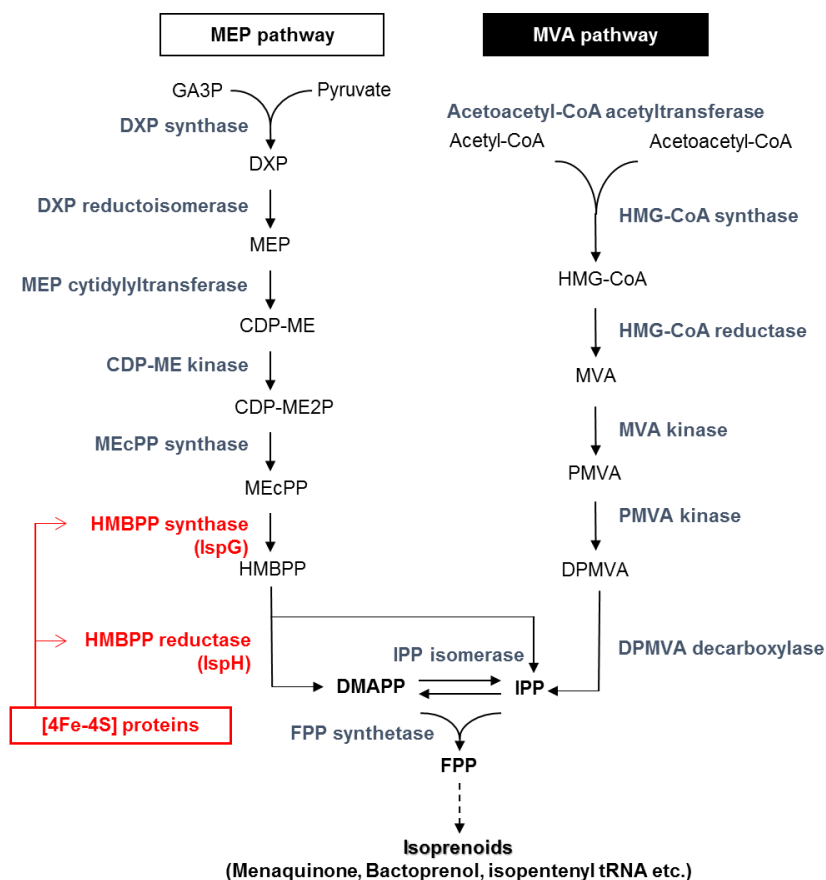 MEP pathway
MVA pathway
GA3P
Pyruvate
DXP synthase
DXP
DXP reductoisomerase
MEP
MEP cytidylyltransferase
CDP-ME
CDP-ME kinase
CDP-ME2P
MEcPP synthase
MEcPP
HMBPP synthase
(IspG)
HMBPP
HMBPP reductase
(IspH)
[4Fe-4S] proteins
Acetoacetyl-CoA acetyltransferase
Acetyl-CoA
Acetoacetyl-CoA
HMG-CoA synthase
HMG-CoA
HMG-CoA reductase
MVA
MVA kinase
PMVA
PMVA kinase
DPMVA
DPMVA decarboxylase
IPP isomerase
DMAPP
IPP
FPP synthetase
FPP
Isoprenoids
(Menaquinone, Bactoprenol, isopentenyl tRNA etc.)